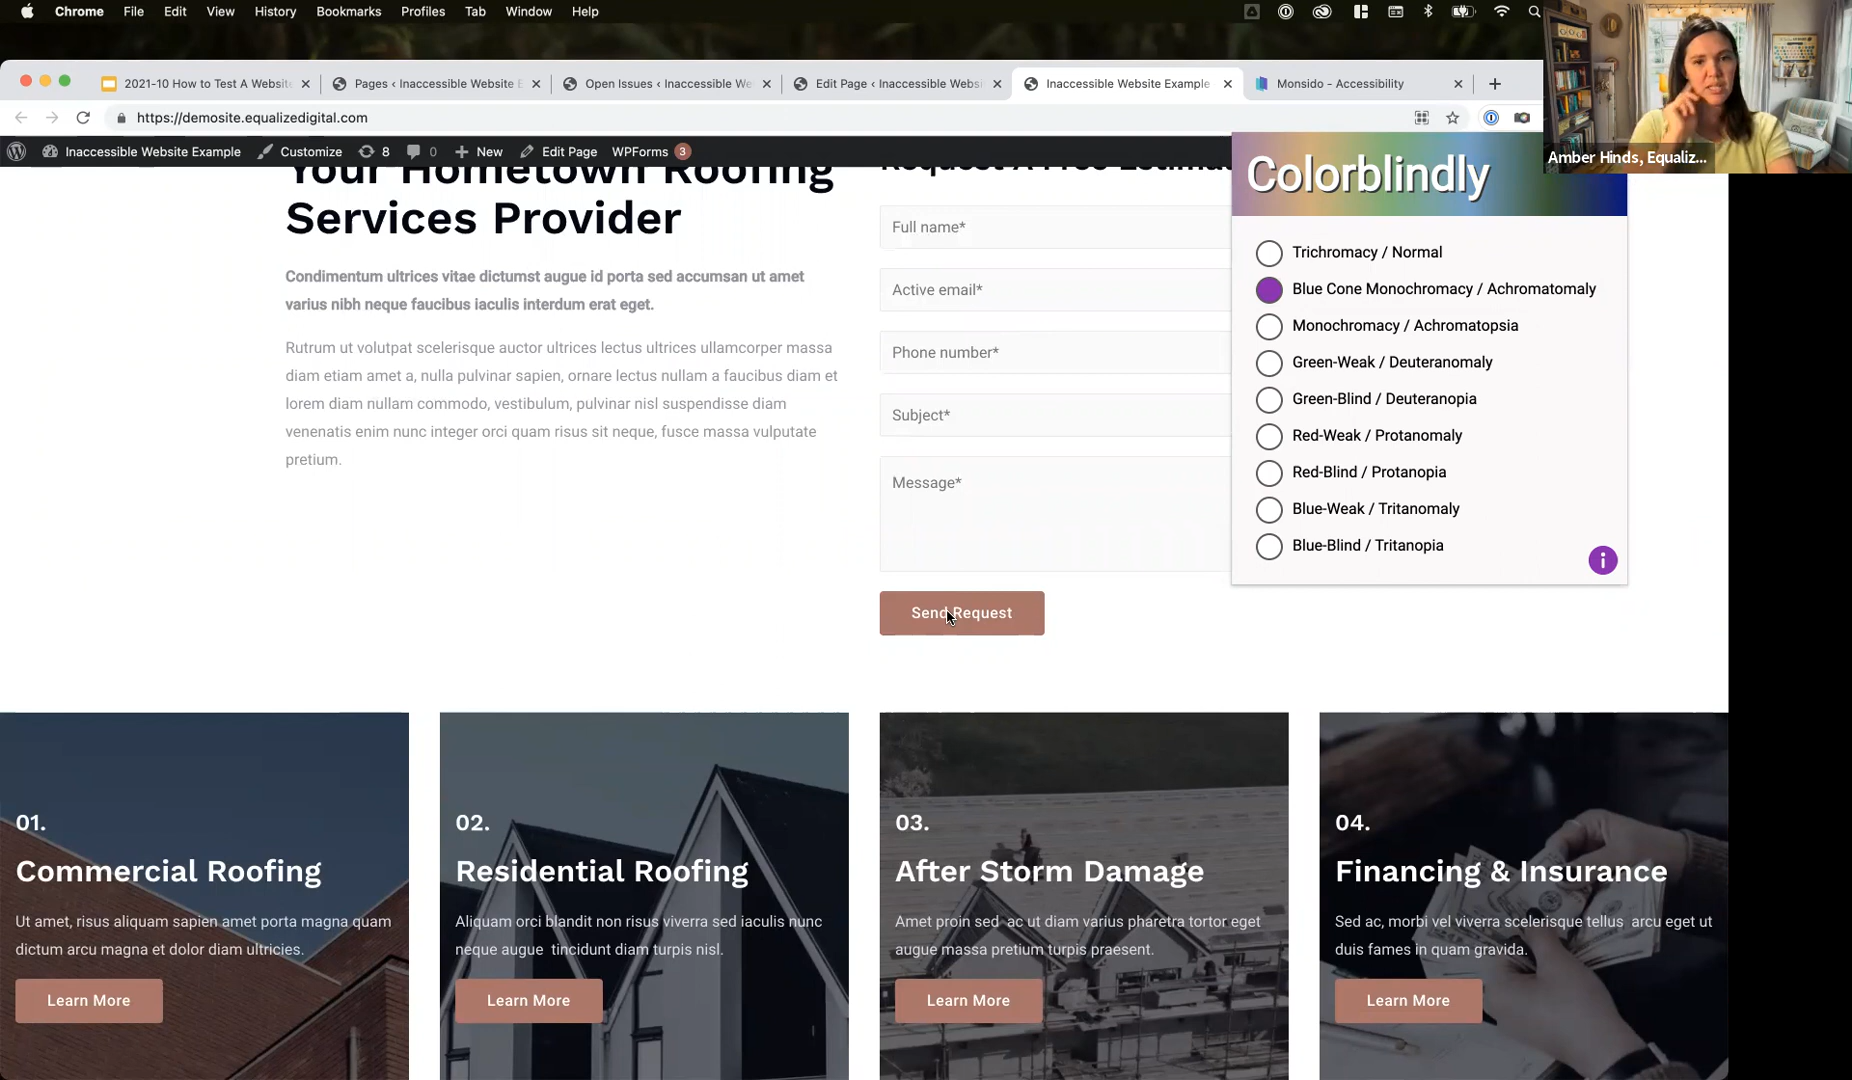 Chrome File Edit View History Bookmarks Profiles Tab Window Help
2021-10 How to Test A Website
Pages ‹ Inaccessible Website E
Open Issues ‹ Inaccessible We
Edit Page ‹ Inaccessible Websi
Inaccessible Website Example
Monsido - Accessibility
https://demosite.equalizedigital.com
Inaccessible Website Example Customize 8 0 New Edit Page WPForms 3
Amber Hinds, Equaliz...
Your Hometown Roofing
Services Provider
Condimentum ultrices vitae dictumst augue id porta sed accumsan ut amet
varius nibh neque faucibus iaculis interdum erat eget.
Rutrum ut volutpat scelerisque auctor ultrices lectus ultrices ullamcorper massa
diam etiam amet a, nulla pulvinar sapien, ornare lectus nullam a faucibus diam et
lorem diam nullam commodo, vestibulum, pulvinar nisl suspendisse diam
venenatis enim nunc integer orci quam risus sit neque, fusce massa vulputate
pretium.
Request A Free Estima
Full name*
Active email*
Phone number*
Subject*
Message*
Send Request
Colorblindly
Trichromacy / Normal
Blue Cone Monochromacy / Achromatomaly
Monochromacy / Achromatopsia
Green-Weak / Deuteranomaly
Green-Blind / Deuteranopia
Red-Weak / Protanomaly
Red-Blind / Protanopia
Blue-Weak / Tritanomaly
Blue-Blind / Tritanopia
i
01.
Commercial Roofing
Ut amet, risus aliquam sapien amet porta magna quam
dictum arcu magna et dolor diam ultricies.
Learn More
02.
Residential Roofing
Aliquam orci blandit non risus viverra sed iaculis nunc
neque augue tincidunt diam turpis nisl.
Learn More
03.
After Storm Damage
Amet proin sed ac ut diam varius pharetra tortor eget
augue massa pretium turpis praesent.
Learn More
04.
Financing & Insurance
Sed ac, morbi vel viverra scelerisque tellus arcu eget ut
duis fames in quam gravida.
Learn More